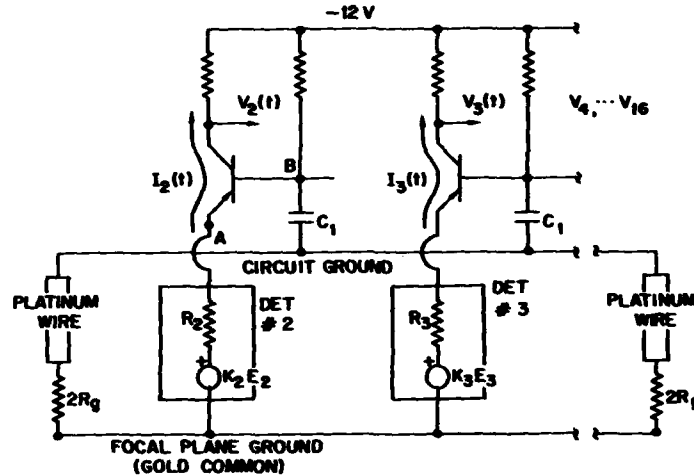 −12 V
V₂(t)
V₃(t)
V₄, ⋯ V₁₆
B
I₂(t)
I₃(t)
C₁
C₁
A
CIRCUIT GROUND
PLATINUM
WIRE
DET
# 2
DET
# 3
PLATINUM
WIRE
R₂
R₃
K₂E₂
K₃E₃
2Rg
FOCAL PLANE GROUND
(GOLD COMMON)